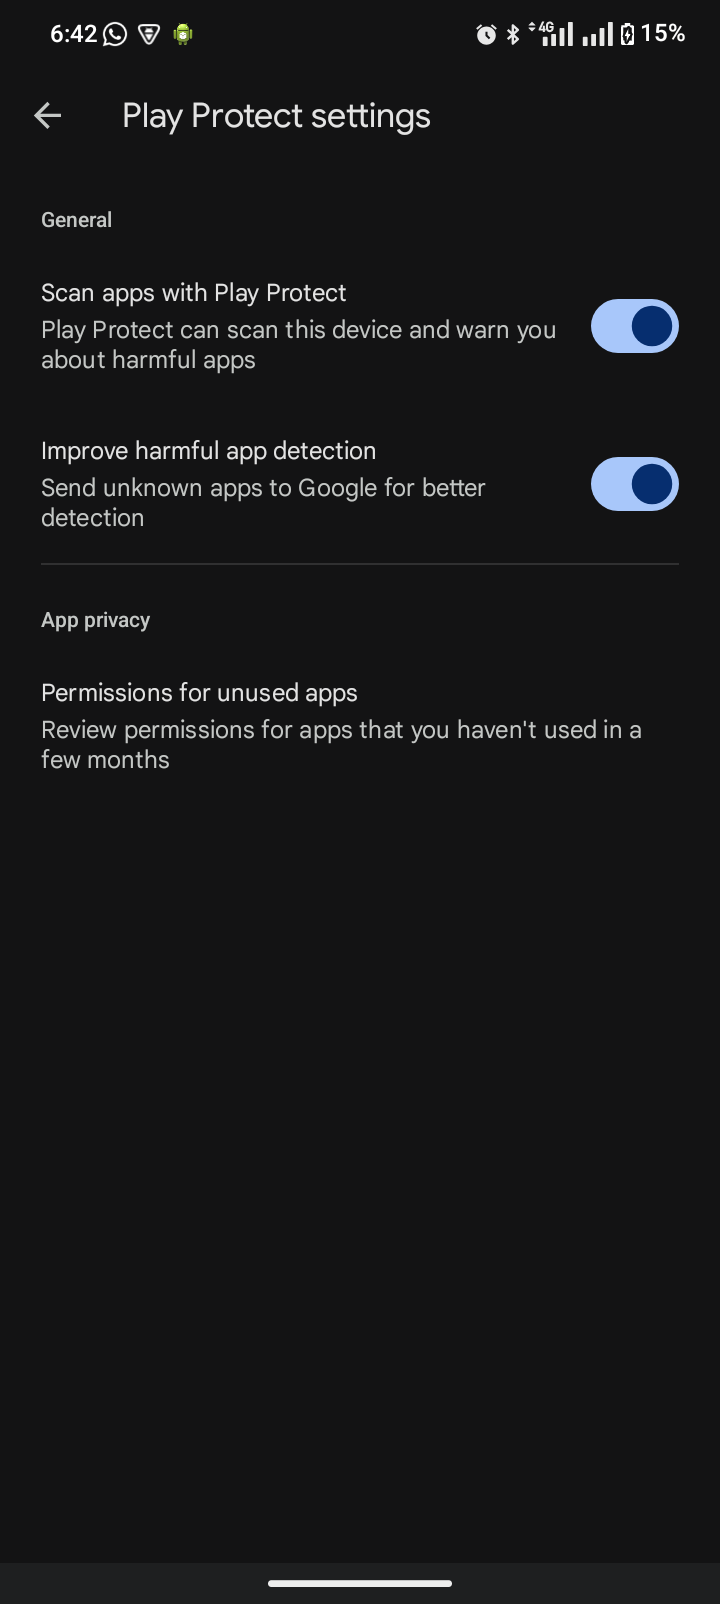 6:42 4G 15%
Play Protect settings
General
Scan apps with Play Protect
Play Protect can scan this device and warn you
about harmful apps
Improve harmful app detection
Send unknown apps to Google for better
detection
App privacy
Permissions for unused apps
Review permissions for apps that you haven't used in a
few months